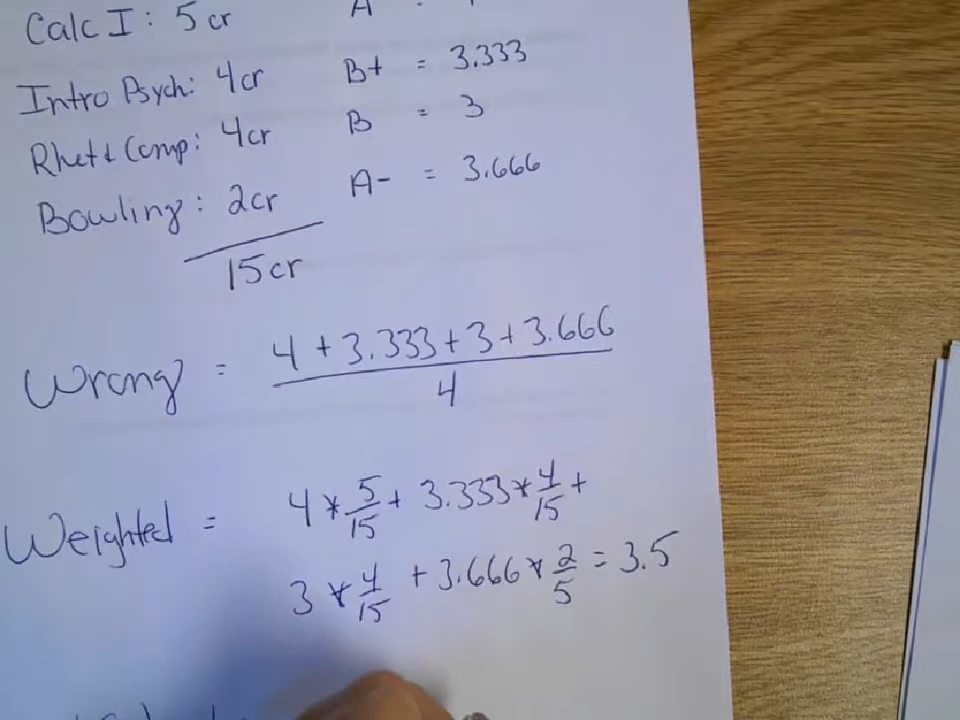 Calc I: 5cr A
Intro Psych: 4cr B+ = 3.333
Rhet & Comp: 4cr B = 3
Bowling: 2cr A- = 3.666
15cr
Wrong = 4 + 3.333 + 3 + 3.666
4
Weighted = 4 * 5/15 + 3.333 * 4/15 +
3 * 4/15 + 3.666 * 2/5 = 3.5